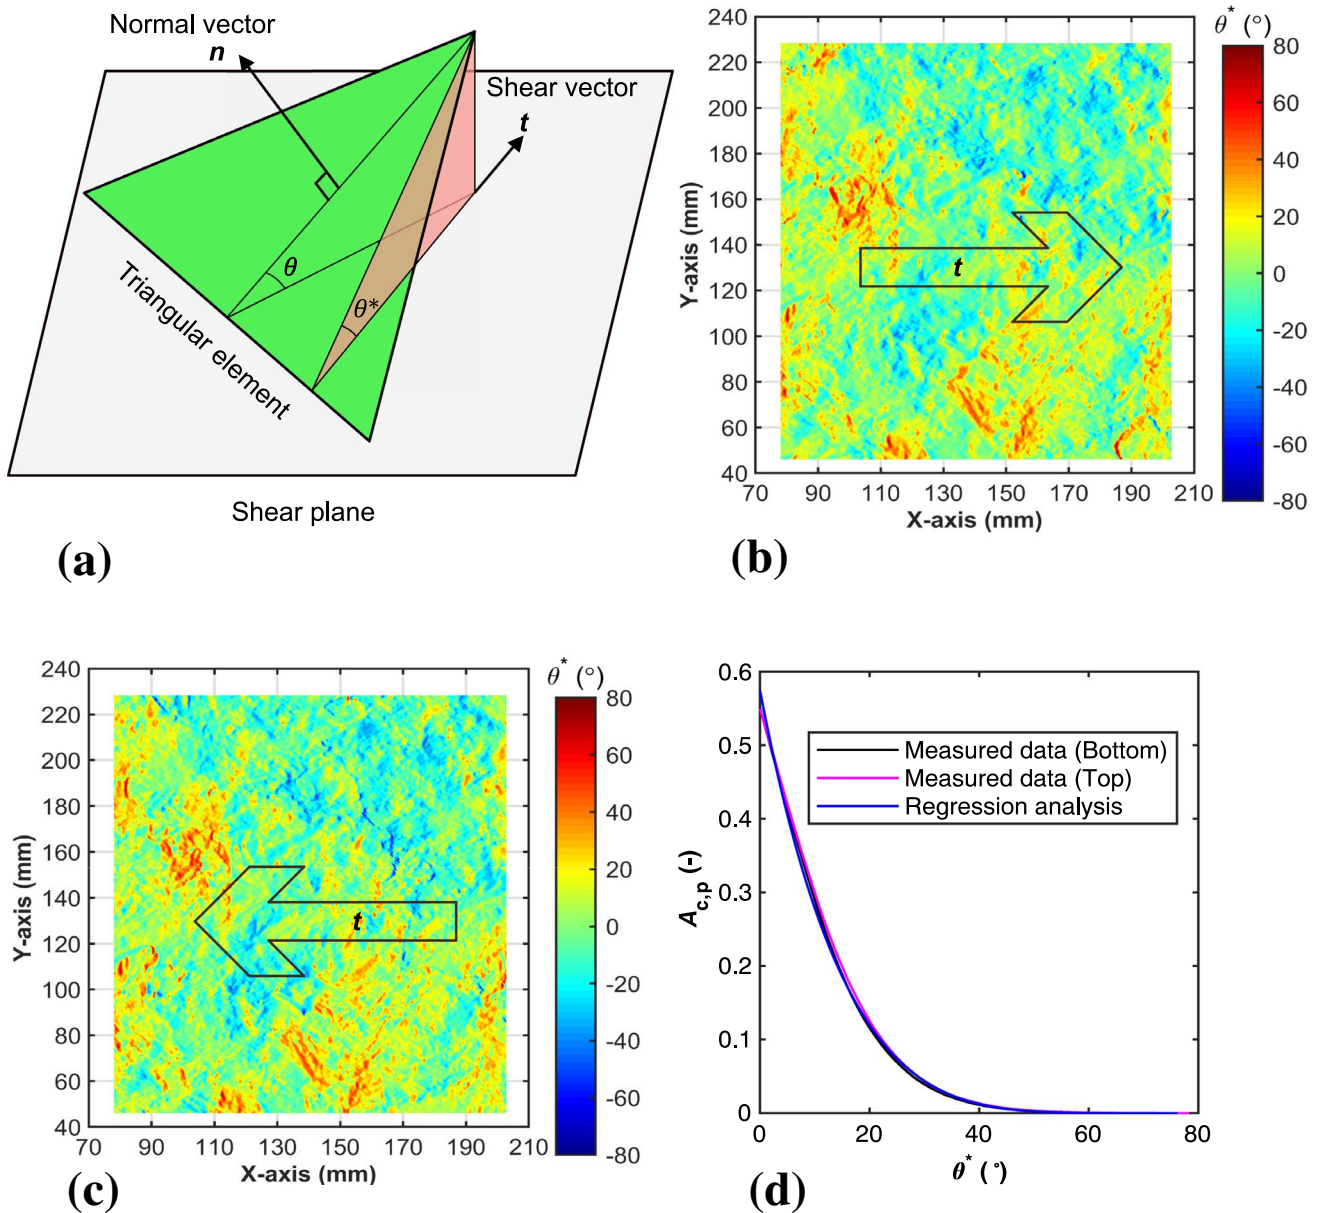 Normal vector
n
Shear vector
t
θ
θ*
Triangular element
Shear plane
(a)
θ* (°)
240
220
200
180
160
140
120
100
80
60
40
Y-axis (mm)
t
70 90 110 130 150 170 190 210
X-axis (mm)
80
60
40
20
0
-20
-40
-60
-80
(b)
θ* (°)
240
220
200
180
160
140
120
100
80
60
40
Y-axis (mm)
t
70 90 110 130 150 170 190 210
X-axis (mm)
80
60
40
20
0
-20
-40
-60
-80
(c)
0.6
0.5
0.4
0.3
0.2
0.1
0
A_c,p (-)
Measured data (Bottom)
Measured data (Top)
Regression analysis
0 20 40 60 80
θ* (°)
(d)